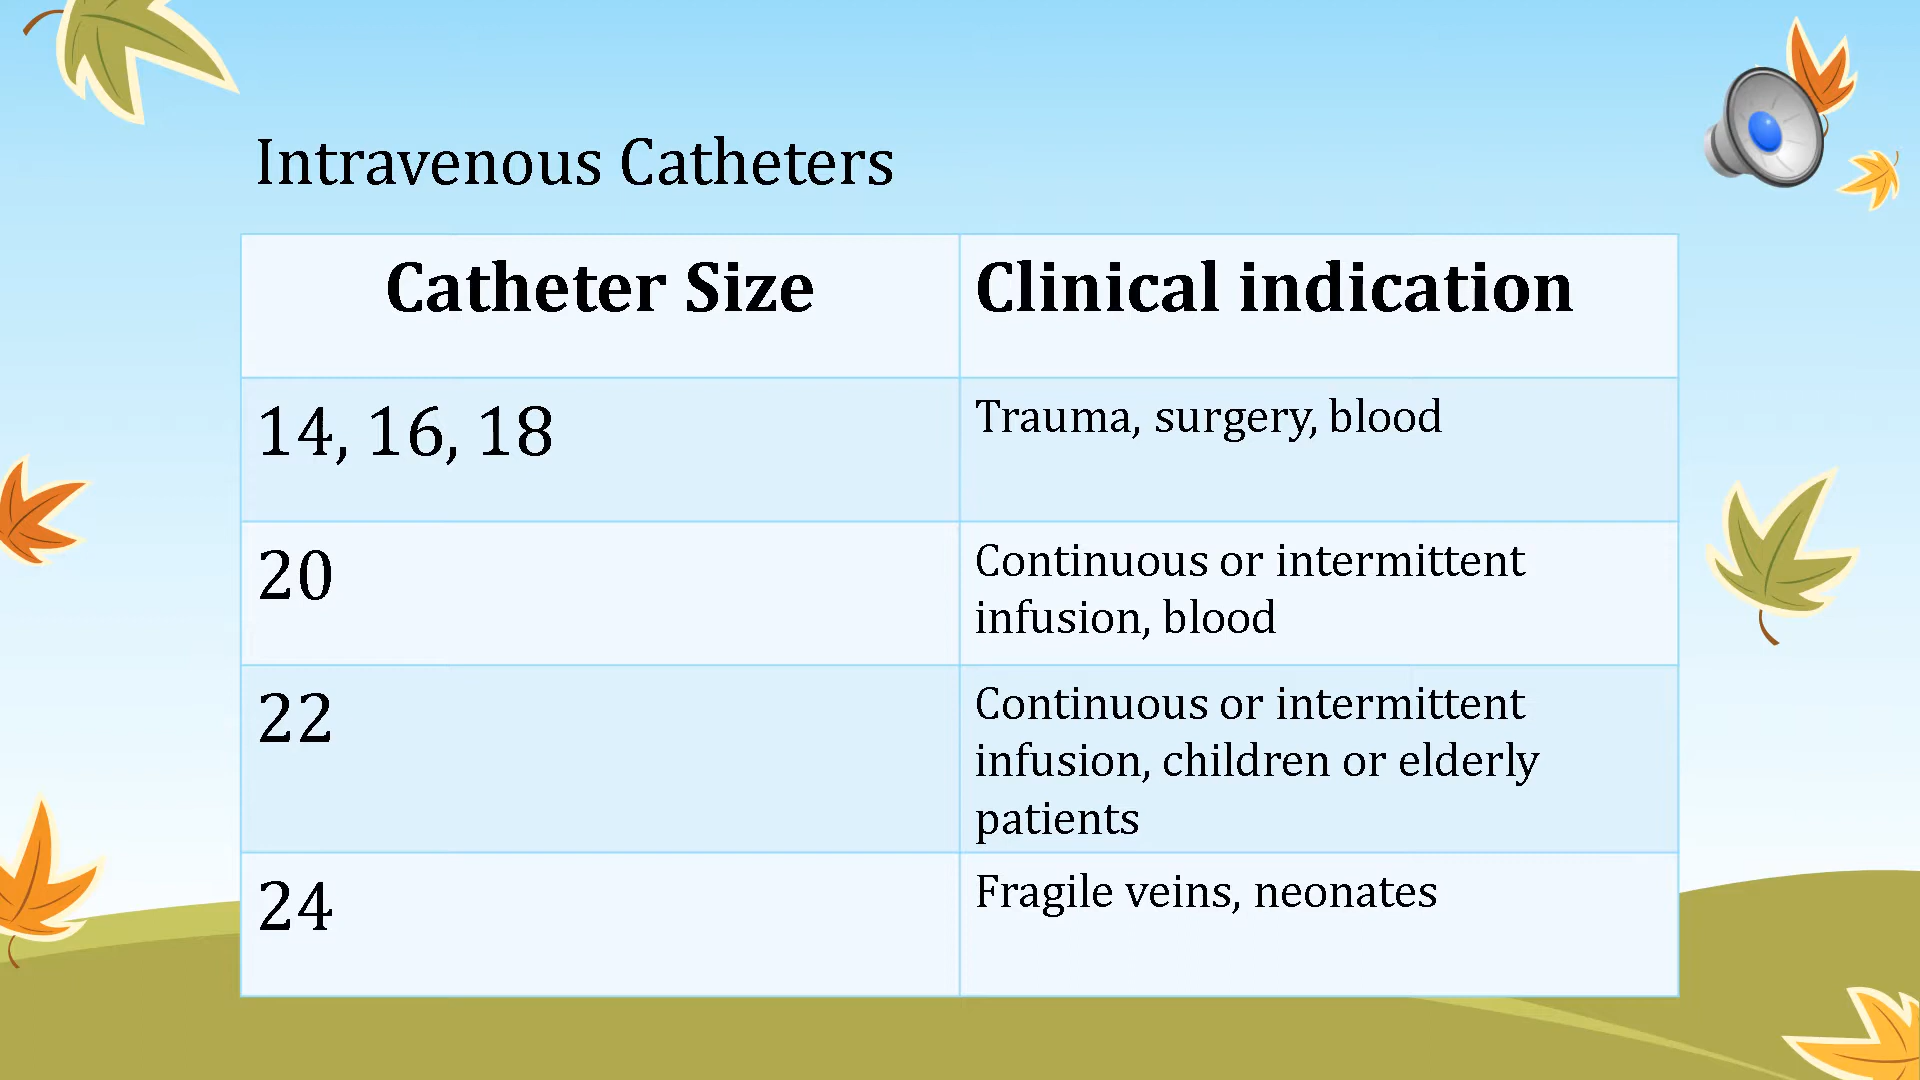 Intravenous Catheters
Catheter Size
Clinical indication
14, 16, 18
Trauma, surgery, blood
20
Continuous or intermittent
infusion, blood
22
Continuous or intermittent
infusion, children or elderly
patients
24
Fragile veins, neonates